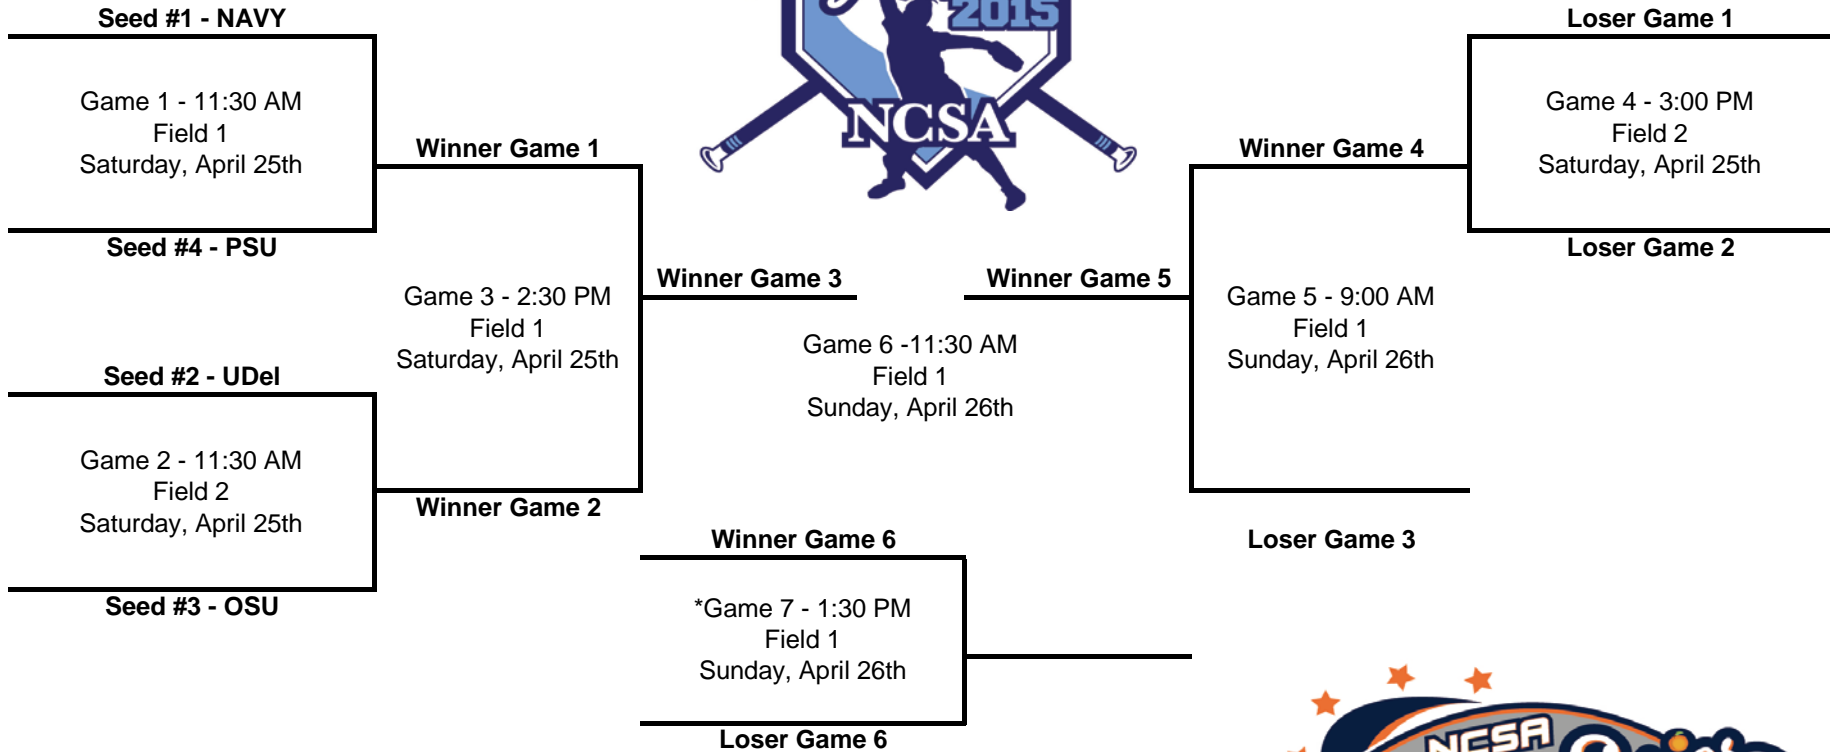 Seed #1 - NAVY
2015
NCSA
Loser Game 1
Game 1 - 11:30 AM
Field 1
Saturday, April 25th
Game 4 - 3:00 PM
Field 2
Saturday, April 25th
Winner Game 1
Winner Game 4
Seed #4 - PSU
Loser Game 2
Winner Game 3
Winner Game 5
Game 3 - 2:30 PM
Field 1
Saturday, April 25th
Game 5 - 9:00 AM
Field 1
Sunday, April 26th
Game 6 -11:30 AM
Field 1
Sunday, April 26th
Seed #2 - UDel
Game 2 - 11:30 AM
Field 2
Saturday, April 25th
Winner Game 2
Winner Game 6
Loser Game 3
Seed #3 - OSU
*Game 7 - 1:30 PM
Field 1
Sunday, April 26th
Loser Game 6
NCSA